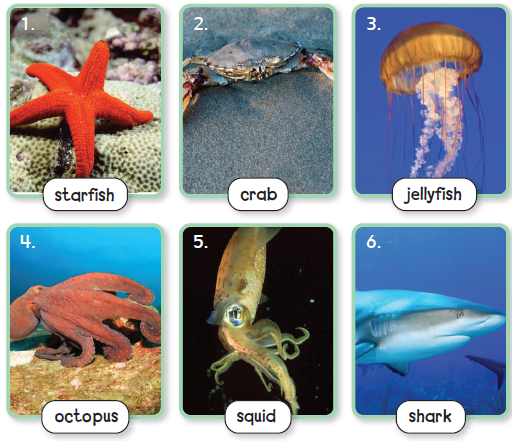 1.
starfish
2.
crab
3.
jellyfish
4.
octopus
5.
squid
6.
shark